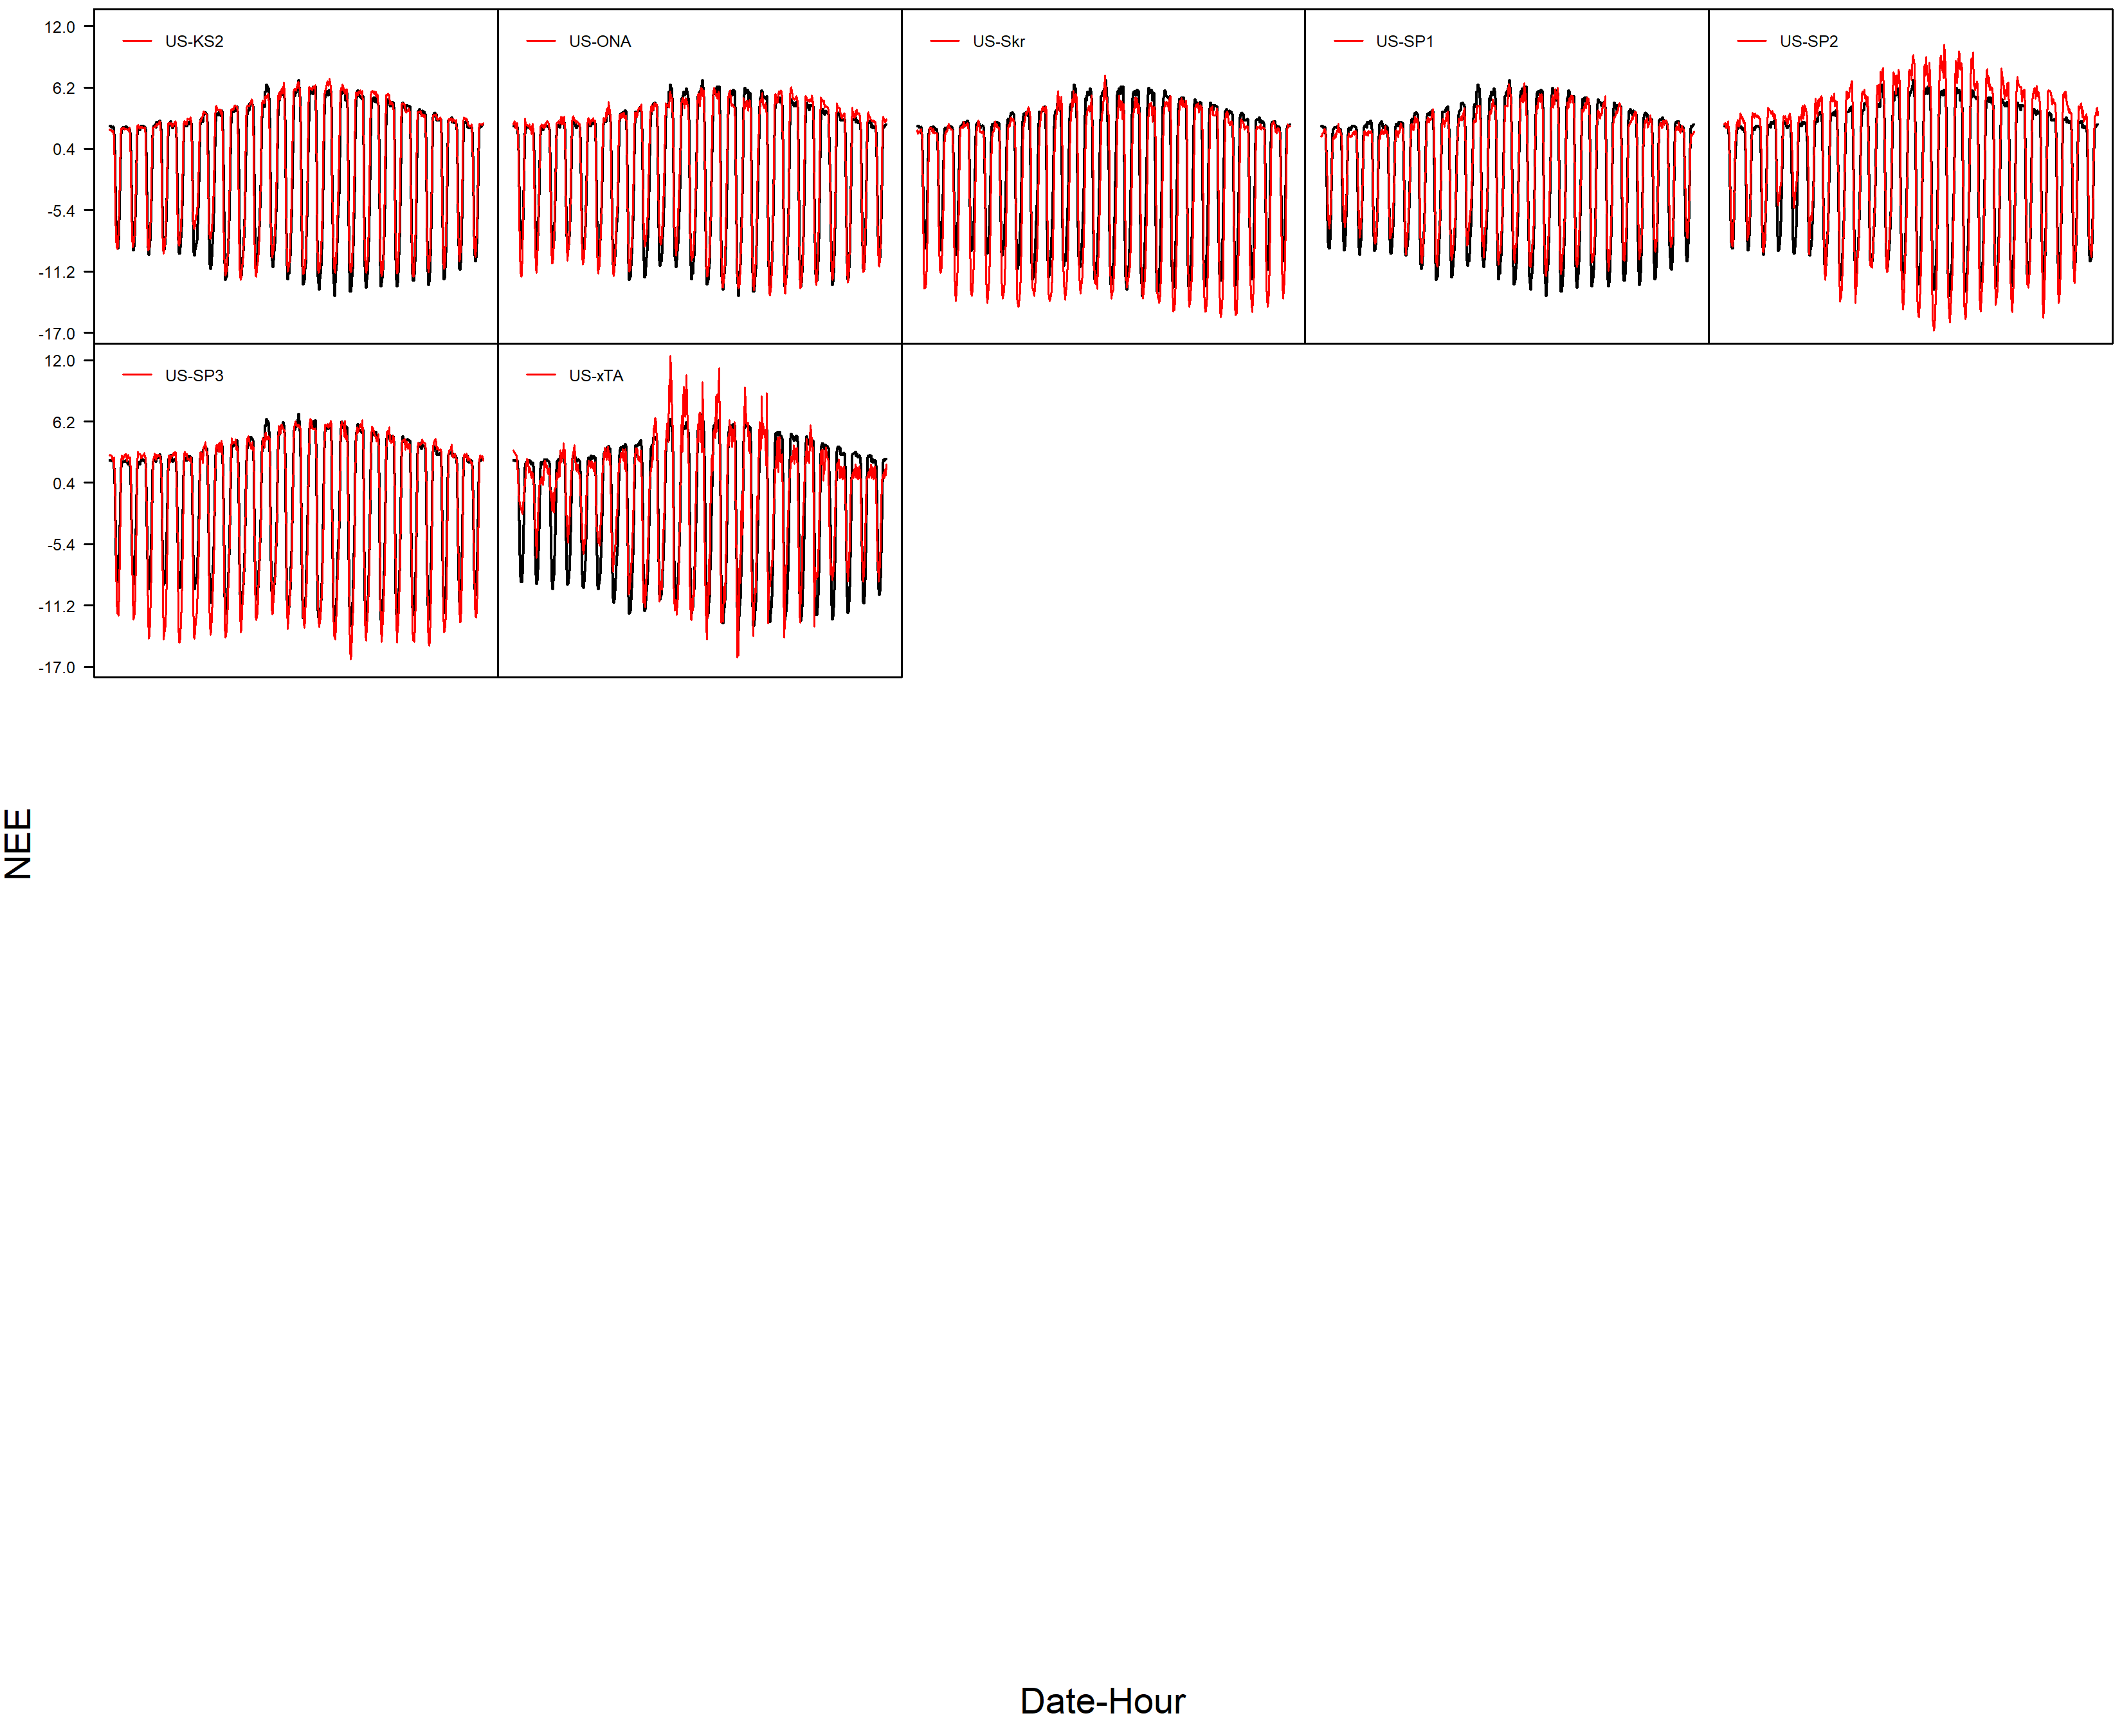 12.0
6.2
0.4
-5.4
-11.2
-17.0
US-KS2
US-ONA
US-Skr
US-SP1
US-SP2
12.0
6.2
0.4
-5.4
-11.2
-17.0
US-SP3
US-xTA
NEE
Date-Hour